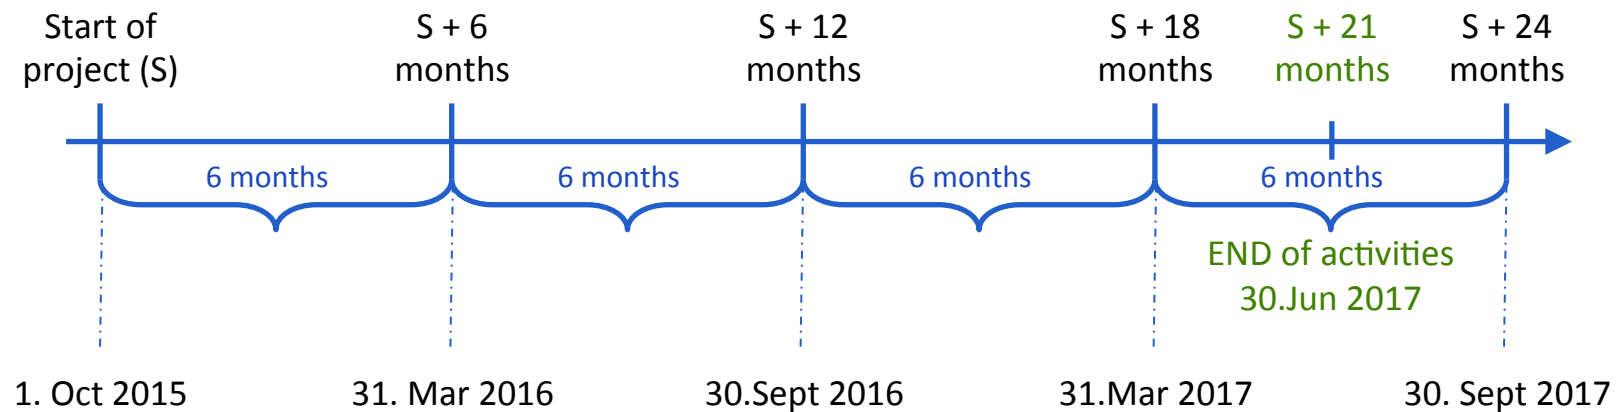 Start of
project (S)
S + 6
months
S + 12
months
S + 18
months
S + 21
months
S + 24
months
6 months
6 months
6 months
6 months
END of activities
30.Jun 2017
1. Oct 2015
31. Mar 2016
30.Sept 2016
31.Mar 2017
30. Sept 2017